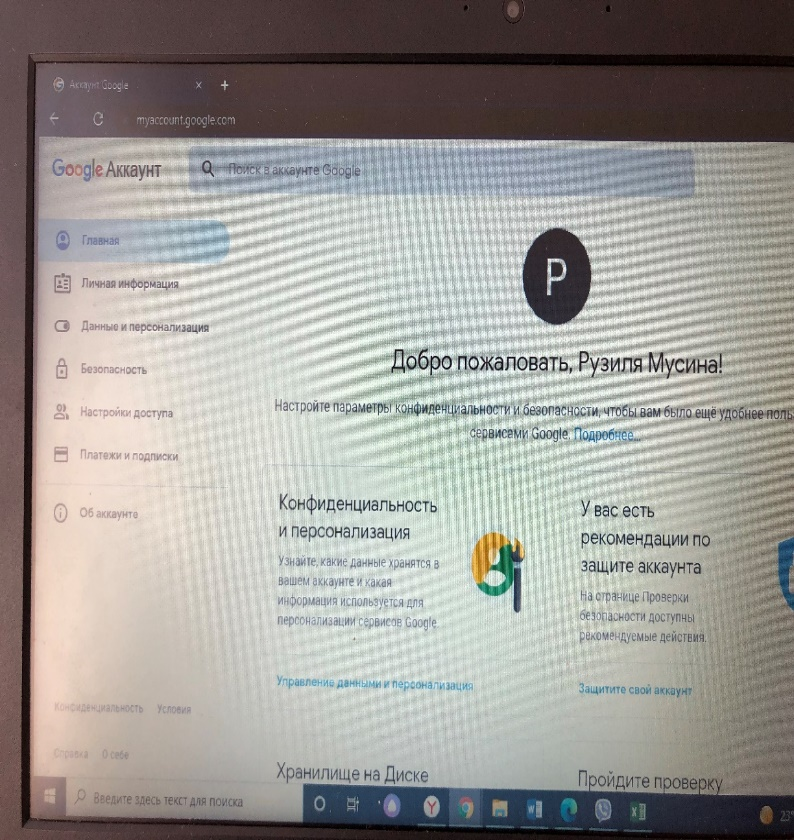 Аккаунт Google
myaccount.google.com
Google Аккаунт
Поиск в аккаунте Google
Главная
Личная информация
Данные и персонализация
Безопасность
Настройки доступа
Платежи и подписки
Об аккаунте
Конфиденциальность Условия
Справка О себе
P
Добро пожаловать, Рузиля Мусина!
Настройте параметры конфиденциальности и безопасности, чтобы вам было ещё удобнее поль
сервисами Google. Подробнее...
Конфиденциальность
и персонализация
Узнайте, какие данные хранятся в
вашем аккаунте и какая
информация используется для
персонализации сервисов Google
Управление данными и персонализация
У вас есть
рекомендации по
защите аккаунта
На странице Проверки
безопасности доступны
рекомендуемые действия.
Защитите свой аккаунт
Хранилище на Диске
Пройдите проверку
Введите здесь текст для поиска